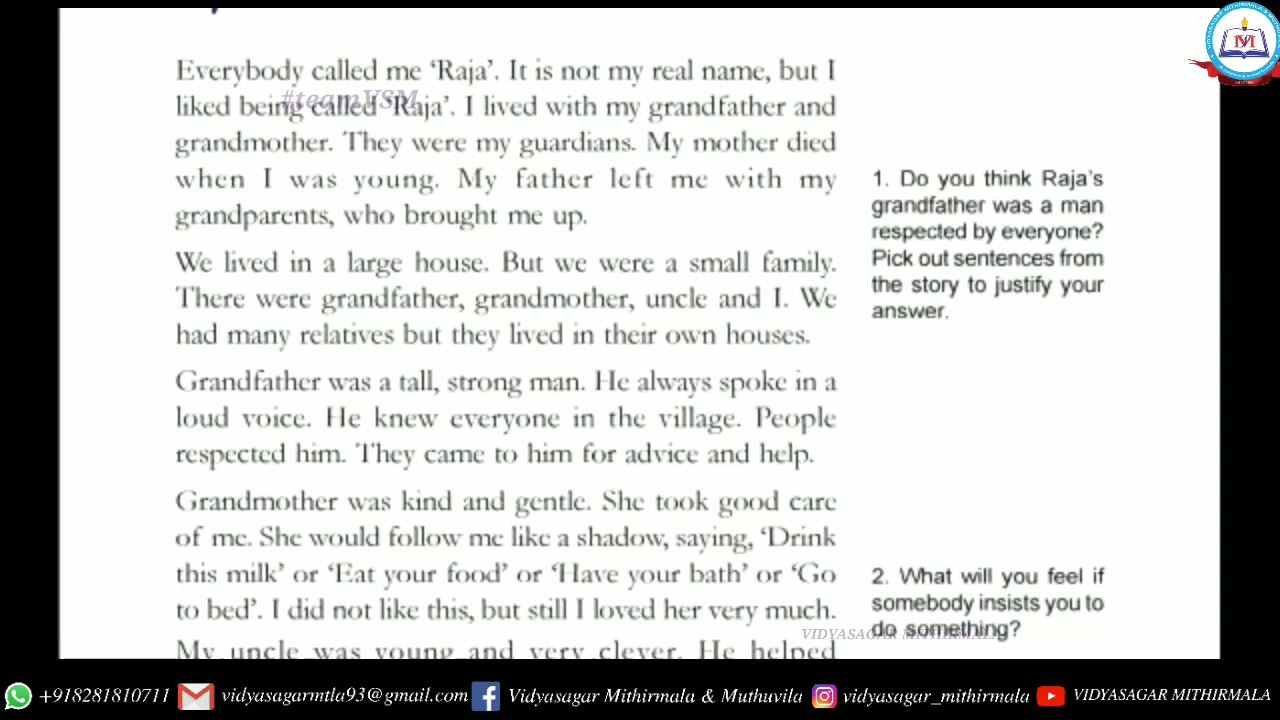 Everybody called me ‘Raja’. It is not my real name, but I
liked being called ‘Raja’. I lived with my grandfather and
#teamVSM
grandmother. They were my guardians. My mother died
when I was young. My father left me with my
grandparents, who brought me up.
We lived in a large house. But we were a small family.
There were grandfather, grandmother, uncle and I. We
had many relatives but they lived in their own houses.
Grandfather was a tall, strong man. He always spoke in a
loud voice. He knew everyone in the village. People
respected him. They came to him for advice and help.
Grandmother was kind and gentle. She took good care
of me. She would follow me like a shadow, saying, ‘Drink
this milk’ or ‘Eat your food’ or ‘Have your bath’ or ‘Go
to bed’. I did not like this, but still I loved her very much.
My uncle was young and very clever. He helped
1. Do you think Raja’s
grandfather was a man
respected by everyone?
Pick out sentences from
the story to justify your
answer.
2. What will you feel if
somebody insists you to
do something?
VIDYASAGAR MITHIRMALA
+918281810711 vidyasagarmtla93@gmail.com Vidyasagar Mithirmala & Muthuvila vidyasagar_mithirmala VIDYASAGAR MITHIRMALA